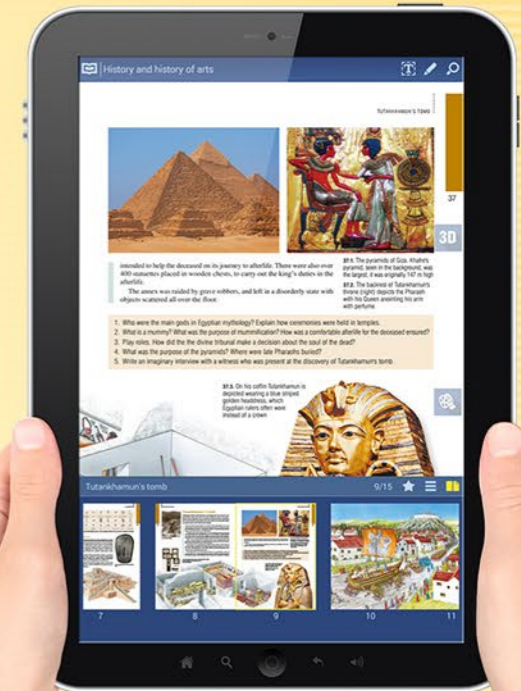 History and history of arts
TUTANKHAMUN'S TOMB
37
3D
intended to help the deceased on its journey to afterlife. There were also over
400 statuettes placed in wooden chests, to carry out the king's duties in the
afterlife.
The annex was raided by grave robbers, and left in a disorderly state with
objects scattered all over the floor.
37.1. The pyramids of Giza. Khafre's
pyramid, seen in the background, was
the largest, it was originally 147 m high
37.2. The backrest of Tutankhamun's
throne (right) depicts the Pharaoh
with his Queen anointing his arm
with perfume
1. Who were the main gods in Egyptian mythology? Explain how ceremonies were held in temples.
2. What is a mummy? What was the purpose of mummification? How was a comfortable afterlife for the deceased ensured?
3. Play roles. How did the the divine tribunal make a decision about the soul of the dead?
4. What was the purpose of the pyramids? Where were late Pharaohs buried?
5. Write an imaginary interview with a witness who was present at the discovery of Tutankhamun's tomb.
37.3. On his coffin Tutankhamun is
depicted wearing a blue striped
golden headdress, which
Egyptian rulers often wore
instead of a crown
Tutankhamun's tomb
9/15
7
8
9
10
11